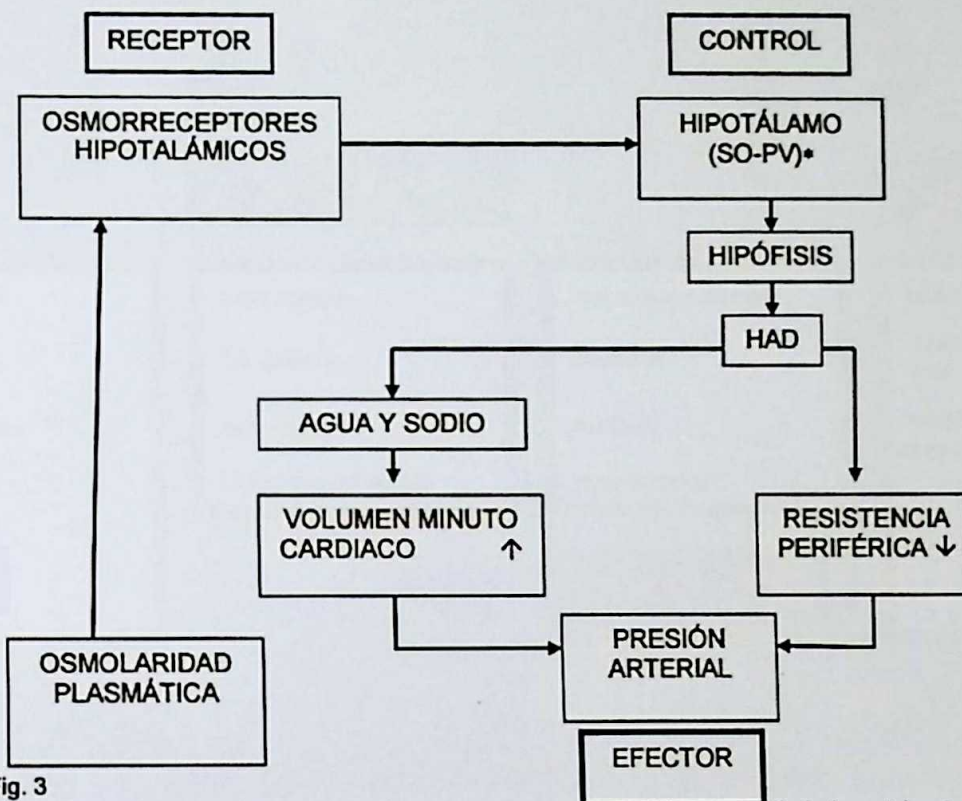 RECEPTOR
CONTROL
OSMORRECEPTORES
HIPOTALÁMICOS
HIPOTÁLAMO
(SO-PV)*
HIPÓFISIS
HAD
AGUA Y SODIO
VOLUMEN MINUTO
CARDIACO ↑
RESISTENCIA
PERIFÉRICA ↓
OSMOLARIDAD
PLASMÁTICA
PRESIÓN
ARTERIAL
EFECTOR
Fig. 3